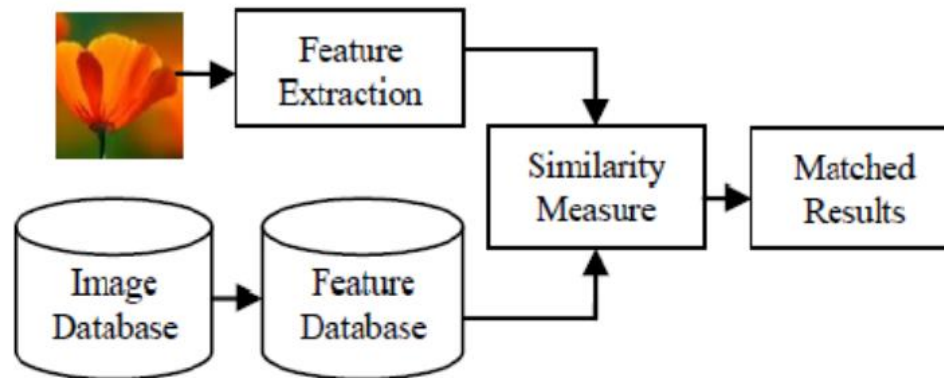 Feature
Extraction
Similarity
Measure
Matched
Results
Image
Database
Feature
Database